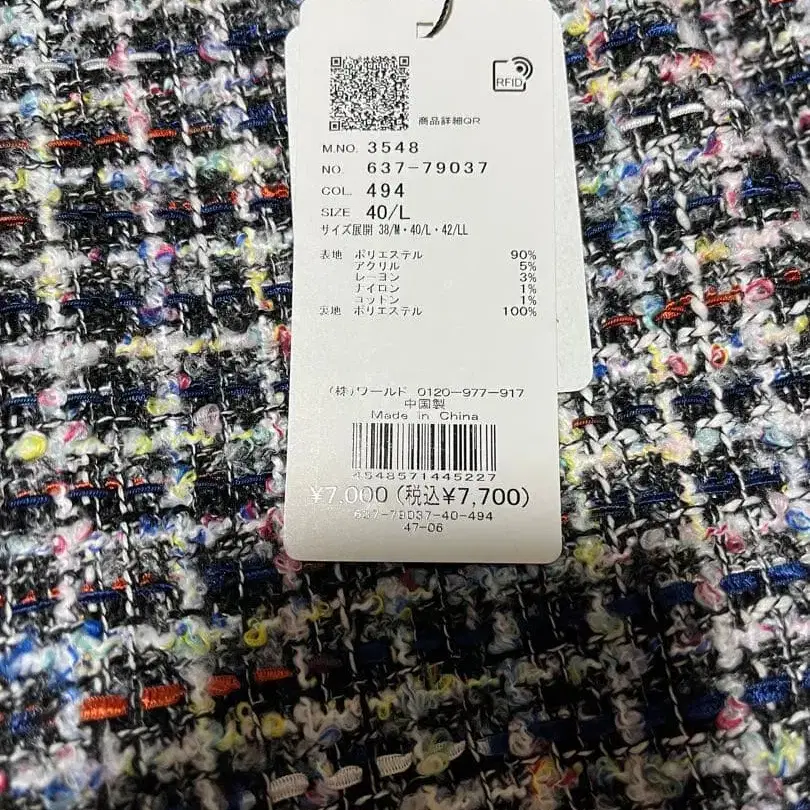 RFID
商品詳細QR
M.NO. 3548
NO. 637-79037
COL. 494
SIZE 40/L
サイズ展開 38/M・40/L・42/LL
表地 ポリエステル 90%
アクリル 5%
レーヨン 3%
ナイロン 1%
コットン 1%
裏地 ポリエステル 100%
(株)ワールド 0120-977-917
中国製
Made in China
4548571445227
¥7,000(税込¥7,700)
637-79037-40-494
47-06